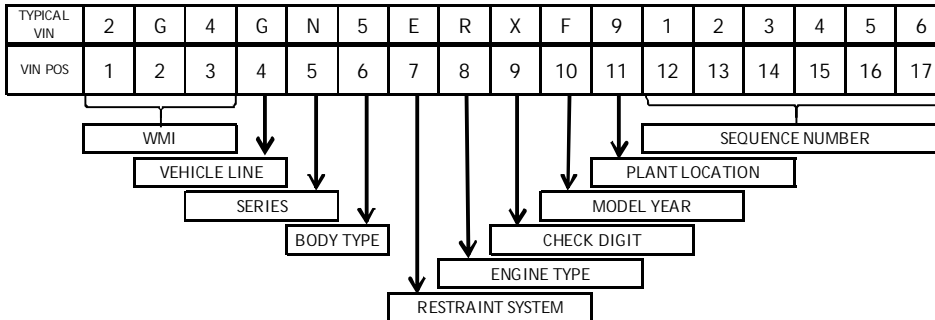 TYPICAL VIN 2 G 4 G N 5 E R X F 9 1 2 3 4 5 6
VIN POS 1 2 3 4 5 6 7 8 9 10 11 12 13 14 15 16 17
WMI SEQUENCE NUMBER
VEHICLE LINE PLANT LOCATION
SERIES MODEL YEAR
BODY TYPE CHECK DIGIT
ENGINE TYPE
RESTRAINT SYSTEM